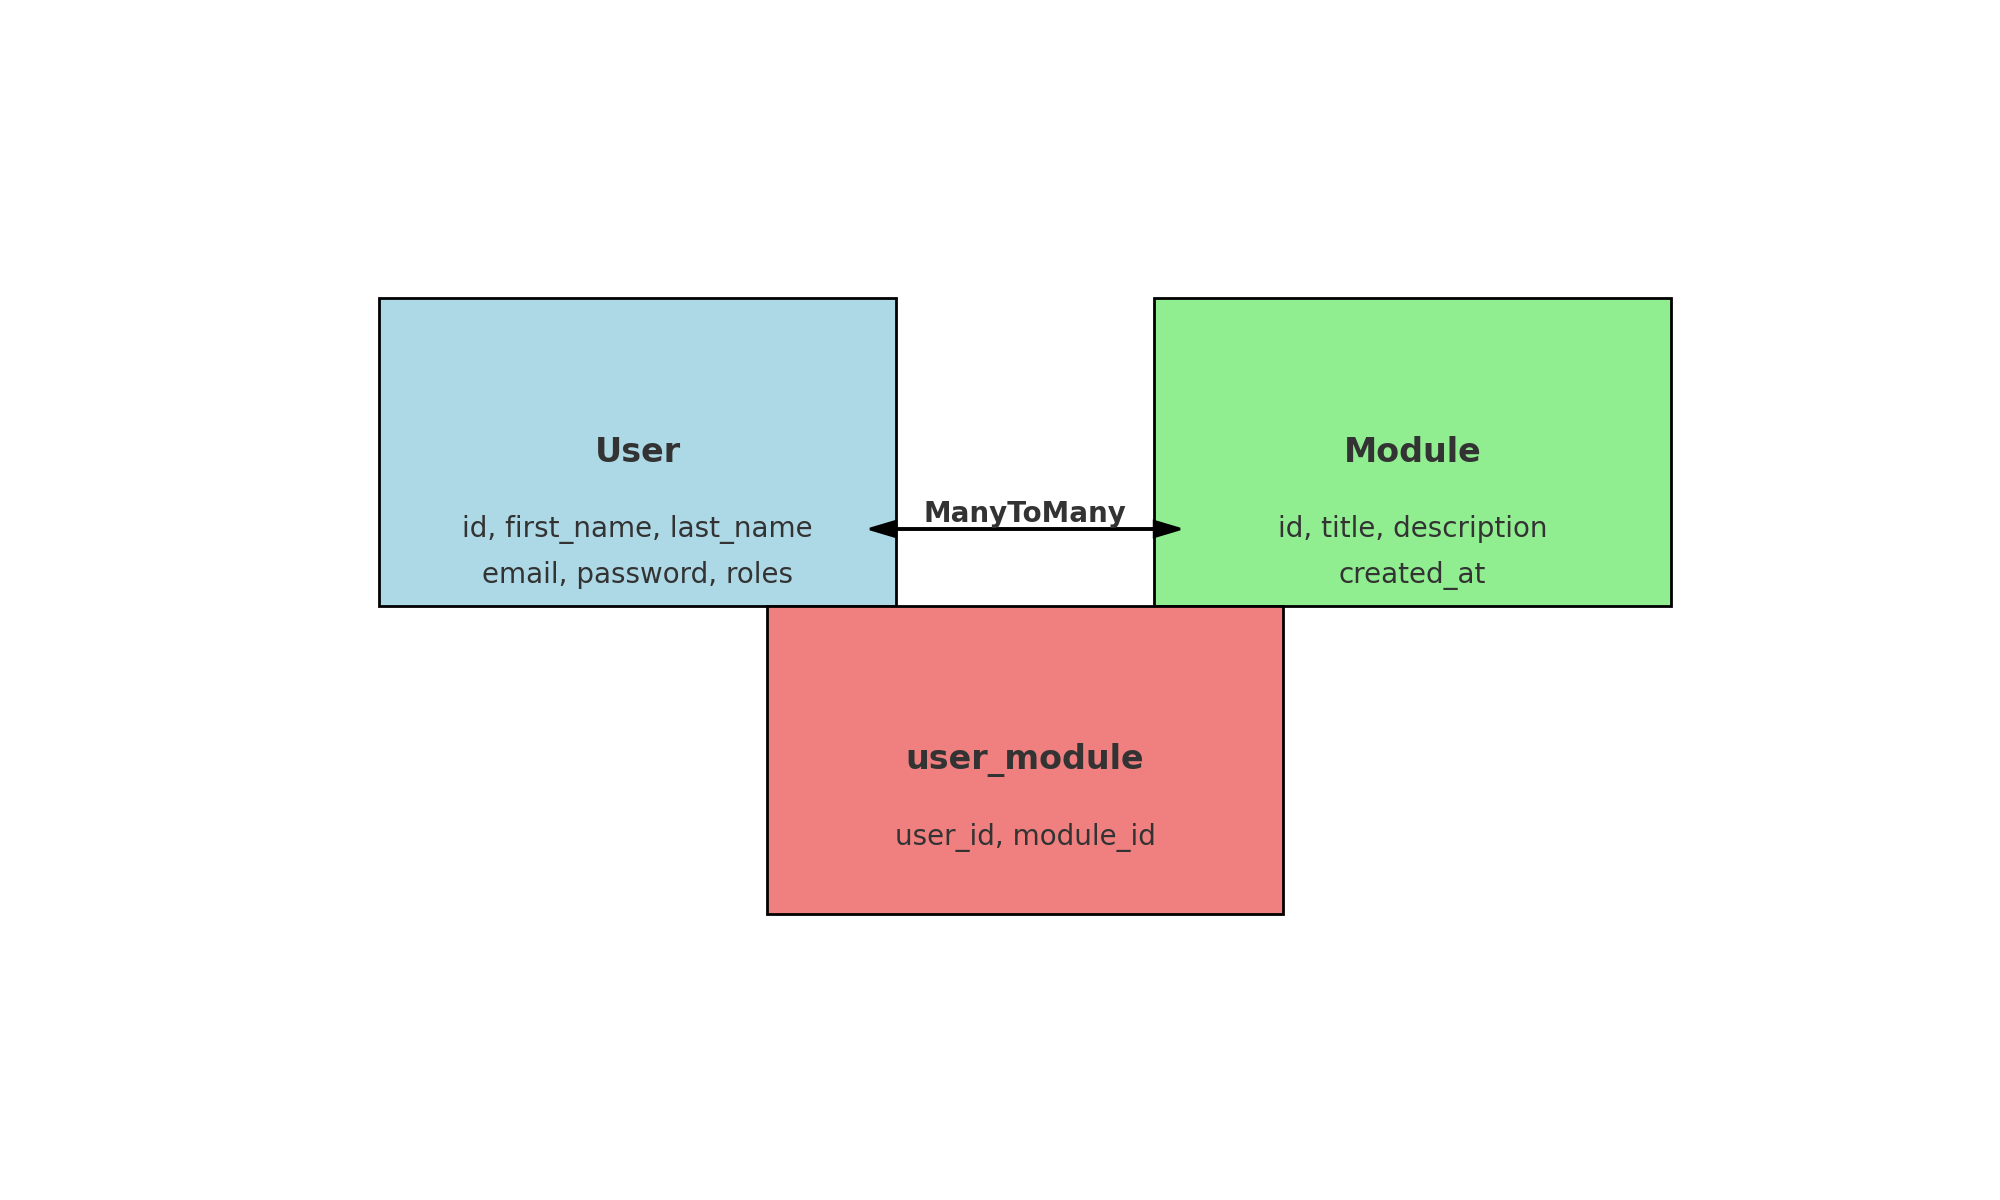 User
id, first_name, last_name
email, password, roles
ManyToMany
Module
id, title, description
created_at
user_module
user_id, module_id